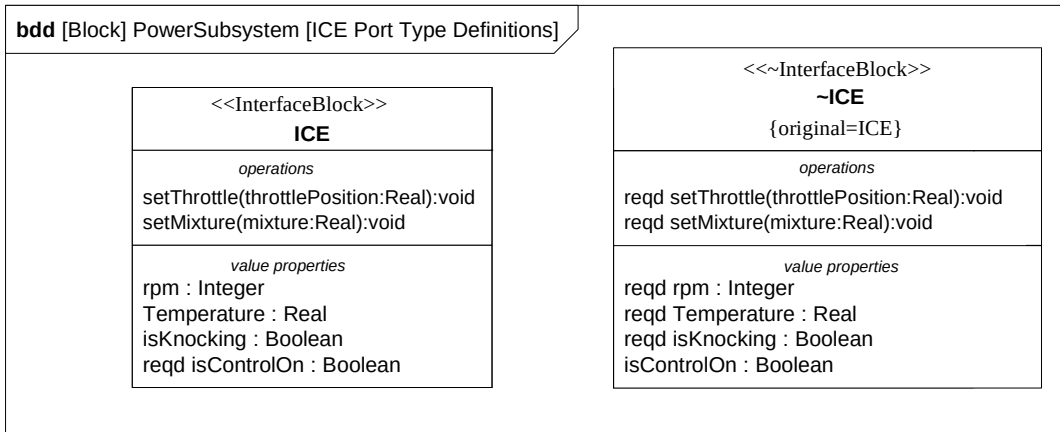 bdd [Block] PowerSubsystem [ICE Port Type Definitions]
<<InterfaceBlock>>
ICE
operations
setThrottle(throttlePosition:Real):void
setMixture(mixture:Real):void
value properties
rpm : Integer
Temperature : Real
isKnocking : Boolean
reqd isControlOn : Boolean
<<~InterfaceBlock>>
~ICE
{original=ICE}
operations
reqd setThrottle(throttlePosition:Real):void
reqd setMixture(mixture:Real):void
value properties
reqd rpm : Integer
reqd Temperature : Real
reqd isKnocking : Boolean
isControlOn : Boolean